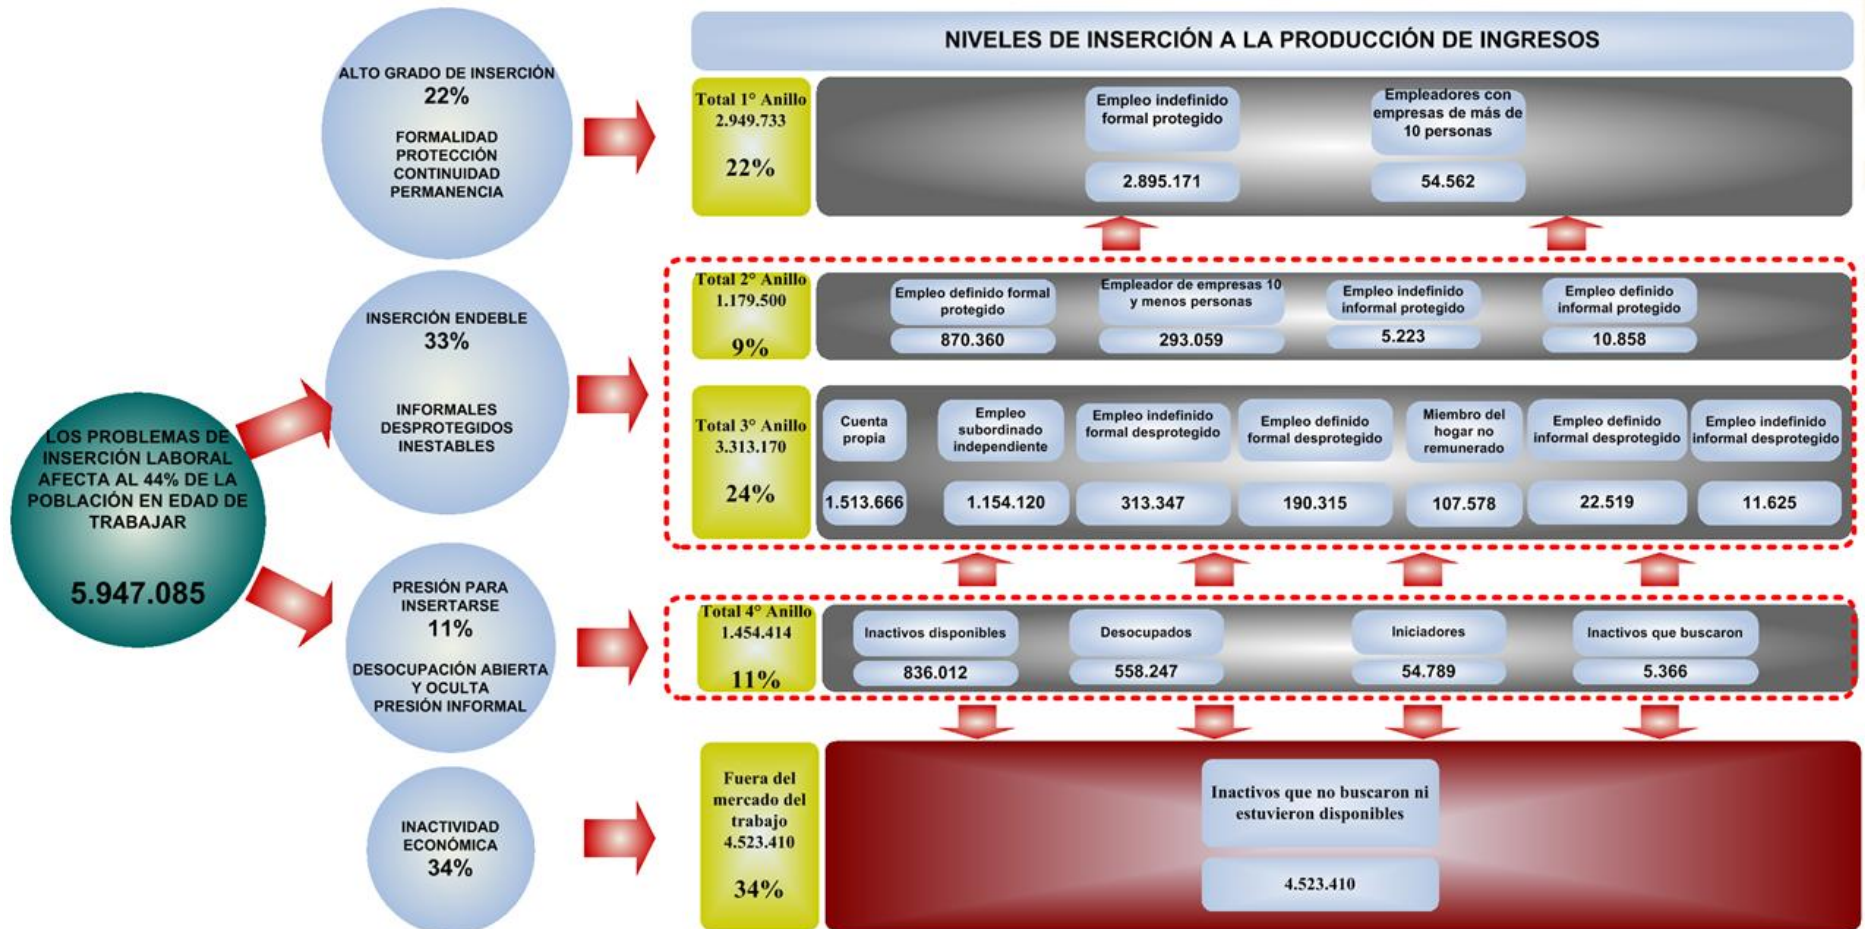 NIVELES DE INSERCIÓN A LA PRODUCCIÓN DE INGRESOS
ALTO GRADO DE INSERCIÓN
22%
FORMALIDAD
PROTECCIÓN
CONTINUIDAD
PERMANENCIA
Total 1° Anillo
2.949.733
22%
Empleo indefinido
formal protegido
2.895.171
Empleadores con
empresas de más de
10 personas
54.562
LOS PROBLEMAS DE
INSERCIÓN LABORAL
AFECTA AL 44% DE LA
POBLACIÓN EN EDAD DE
TRABAJAR
5.947.085
INSERCIÓN ENDEBLE
33%
INFORMALES
DESPROTEGIDOS
INESTABLES
Total 2° Anillo
1.179.500
9%
Empleo definido formal
protegido
870.360
Empleador de empresas 10
y menos personas
293.059
Empleo indefinido
informal protegido
5.223
Empleo definido
informal protegido
10.858
Total 3° Anillo
3.313.170
24%
Cuenta
propia
1.513.666
Empleo
subordinado
independiente
1.154.120
Empleo indefinido
formal desprotegido
313.347
Empleo definido
formal desprotegido
190.315
Miembro del
hogar no
remunerado
107.578
Empleo definido
informal desprotegido
22.519
Empleo indefinido
informal desprotegido
11.625
PRESIÓN PARA
INSERTARSE
11%
DESOCUPACIÓN ABIERTA
Y OCULTA
PRESIÓN INFORMAL
Total 4° Anillo
1.454.414
11%
Inactivos disponibles
836.012
Desocupados
558.247
Iniciadores
54.789
Inactivos que buscaron
5.366
INACTIVIDAD
ECONÓMICA
34%
Fuera del
mercado del
trabajo
4.523.410
34%
Inactivos que no buscaron ni
estuvieron disponibles
4.523.410